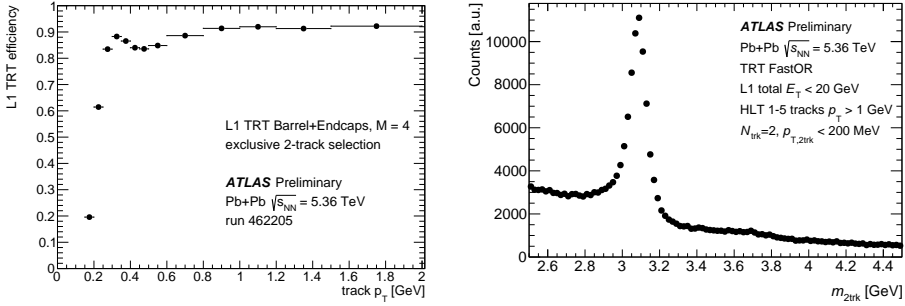 L1 TRT efficiency
1
0.9
0.8
0.7
0.6
0.5
0.4
0.3
0.2
0.1
0
L1 TRT Barrel+Endcaps, M = 4
exclusive 2-track selection
ATLAS Preliminary
Pb+Pb √sNN = 5.36 TeV
run 462205
0 0.2 0.4 0.6 0.8 1 1.2 1.4 1.6 1.8 2
track pT [GeV]
Counts [a.u.]
10000
8000
6000
4000
2000
0
ATLAS Preliminary
Pb+Pb √sNN = 5.36 TeV
TRT FastOR
L1 total ET < 20 GeV
HLT 1-5 tracks pT > 1 GeV
Ntrk=2, pT,2trk < 200 MeV
2.6 2.8 3 3.2 3.4 3.6 3.8 4 4.2 4.4
m2trk [GeV]